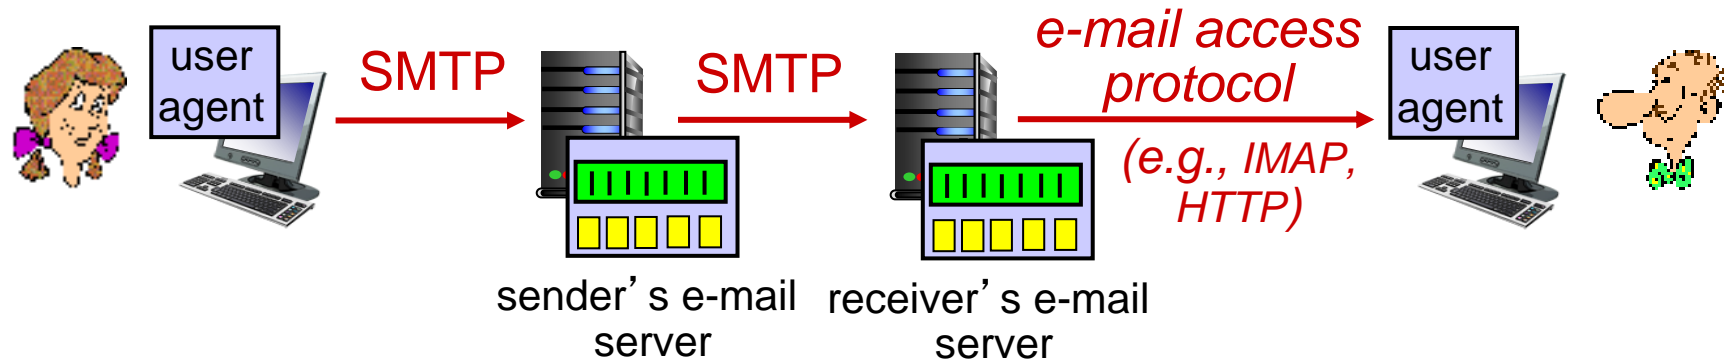 user
agent
SMTP
SMTP
e-mail access
protocol
(e.g., IMAP,
HTTP)
user
agent
sender’ s e-mail
server
receiver’ s e-mail
server